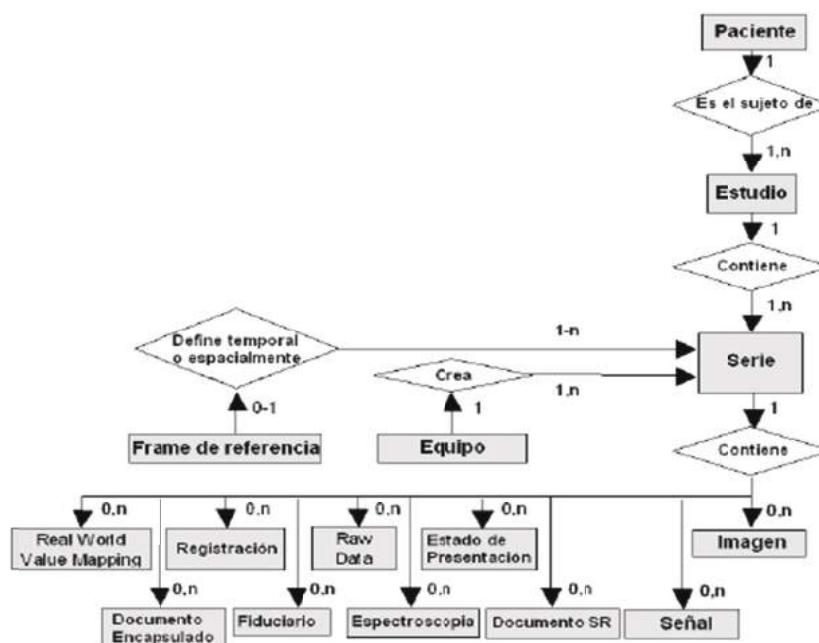 Paciente
1
Es el sujeto de
1,n
Estudio
1
Contiene
1,n
Define temporal
o espacialmente
1-n
Crea
1,n
Serie
0-1
1
1
Frame de referencia
Equipo
Contiene
0,n
0,n
0,n
0,n
0,n
Real World
Value Mapping
Registración
Raw
Data
Estado de
Presentación
Imagen
0,n
0,n
0,n
0,n
0,n
Documento
Encapsulado
Fiduciario
Espectroscopia
Documento SR
Señal